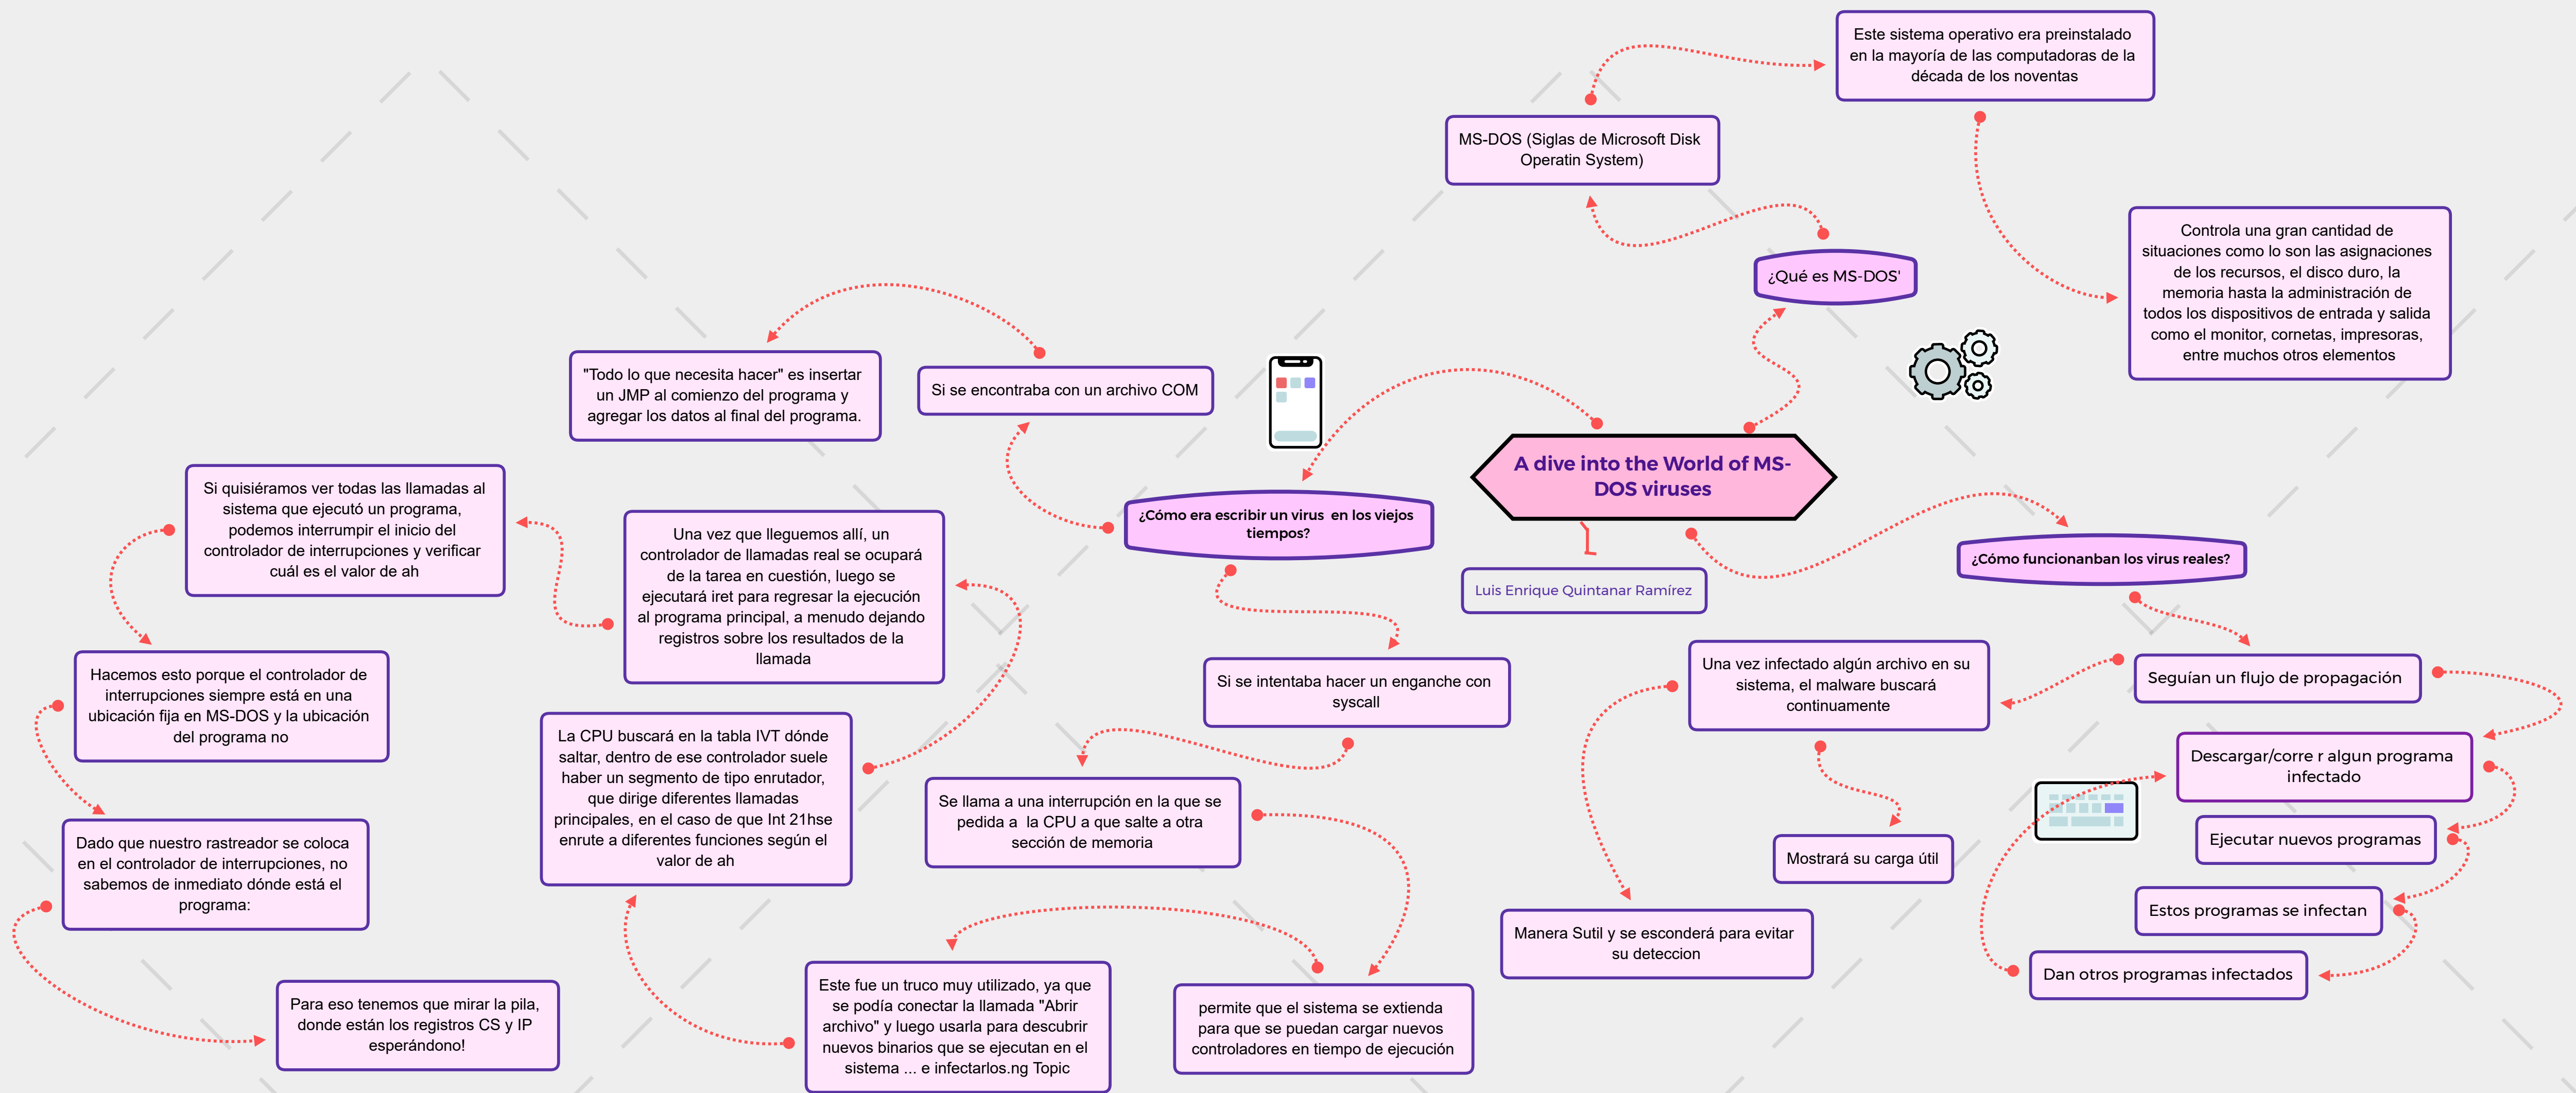 A dive into the World of MS-
DOS viruses
Luis Enrique Quintanar Ramírez
¿Qué es MS-DOS'
MS-DOS (Siglas de Microsoft Disk
Operatin System)
Este sistema operativo era preinstalado
en la mayoría de las computadoras de la
década de los noventas
Controla una gran cantidad de
situaciones como lo son las asignaciones
de los recursos, el disco duro, la
memoria hasta la administración de
todos los dispositivos de entrada y salida
como el monitor, cornetas, impresoras,
entre muchos otros elementos
¿Cómo era escribir un virus  en los viejos
tiempos?
Si se encontraba con un archivo COM
"Todo lo que necesita hacer" es insertar
un JMP al comienzo del programa y
agregar los datos al final del programa.
Si se intentaba hacer un enganche con
syscall
Se llama a una interrupción en la que se
pedida a  la CPU a que salte a otra
sección de memoria
permite que el sistema se extienda
para que se puedan cargar nuevos
controladores en tiempo de ejecución
Este fue un truco muy utilizado, ya que
se podía conectar la llamada "Abrir
archivo" y luego usarla para descubrir
nuevos binarios que se ejecutan en el
sistema ... e infectarlos.ng Topic
La CPU buscará en la tabla IVT dónde
saltar, dentro de ese controlador suele
haber un segmento de tipo enrutador,
que dirige diferentes llamadas
principales, en el caso de que Int 21hse
enrute a diferentes funciones según el
valor de ah
Una vez que lleguemos allí, un
controlador de llamadas real se ocupará
de la tarea en cuestión, luego se
ejecutará iret para regresar la ejecución
al programa principal, a menudo dejando
registros sobre los resultados de la
llamada
Si quisiéramos ver todas las llamadas al
sistema que ejecutó un programa,
podemos interrumpir el inicio del
controlador de interrupciones y verificar
cuál es el valor de ah
Hacemos esto porque el controlador de
interrupciones siempre está en una
ubicación fija en MS-DOS y la ubicación
del programa no
Dado que nuestro rastreador se coloca
en el controlador de interrupciones, no
sabemos de inmediato dónde está el
programa:
Para eso tenemos que mirar la pila,
donde están los registros CS y IP
esperándono!
¿Cómo funcionanban los virus reales?
Seguían un flujo de propagación
Una vez infectado algún archivo en su
sistema, el malware buscará
continuamente
Mostrará su carga útil
Manera Sutil y se esconderá para evitar
su deteccion
Descargar/corre r algun programa
infectado
Ejecutar nuevos programas
Estos programas se infectan
Dan otros programas infectados